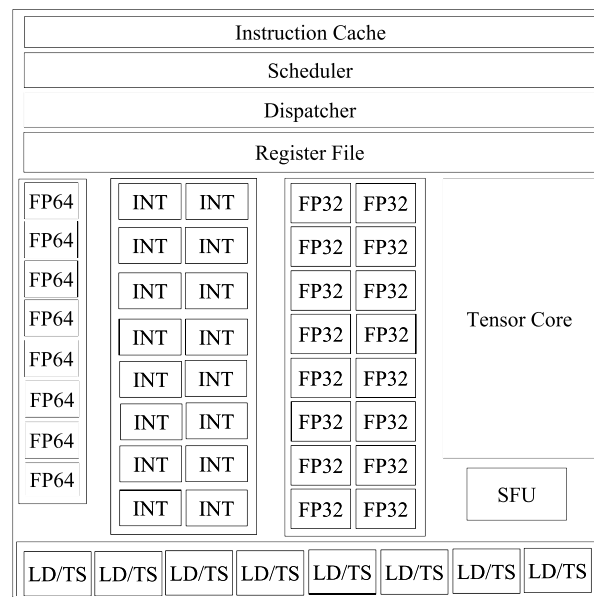 Instruction Cache
Scheduler
Dispatcher
Register File
FP64 INT INT FP32 FP32
FP64 INT INT FP32 FP32
FP64 INT INT FP32 FP32
FP64 INT INT FP32 FP32 Tensor Core
FP64 INT INT FP32 FP32
FP64 INT INT FP32 FP32
FP64 INT INT FP32 FP32
FP64 INT INT FP32 FP32 SFU
LD/TS LD/TS LD/TS LD/TS LD/TS LD/TS LD/TS LD/TS